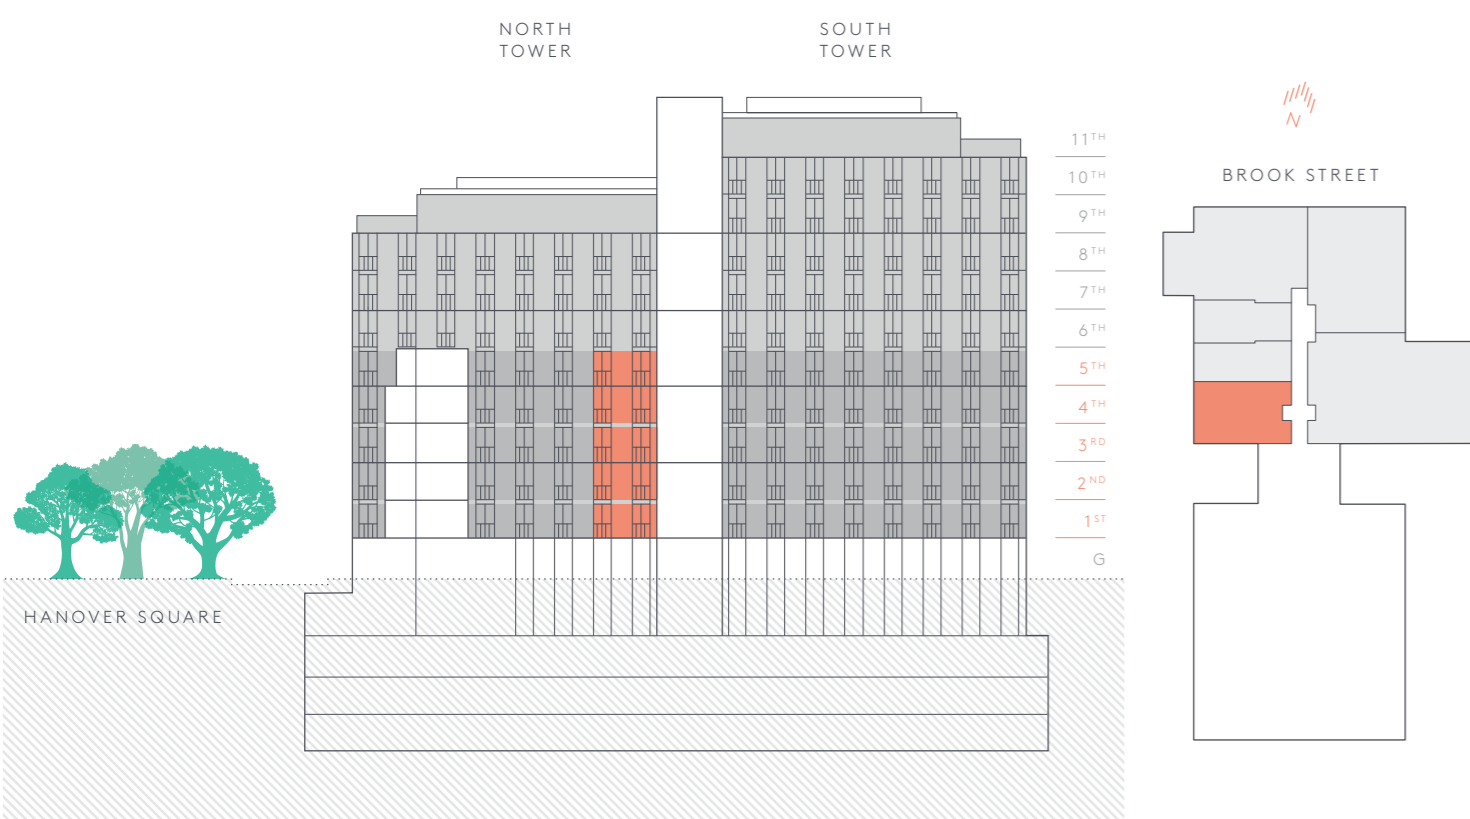 NORTH
TOWER
SOUTH
TOWER
11TH
10TH
9TH
8TH
7TH
6TH
5TH
4TH
3RD
2ND
1ST
G
HANOVER SQUARE
N
BROOK STREET